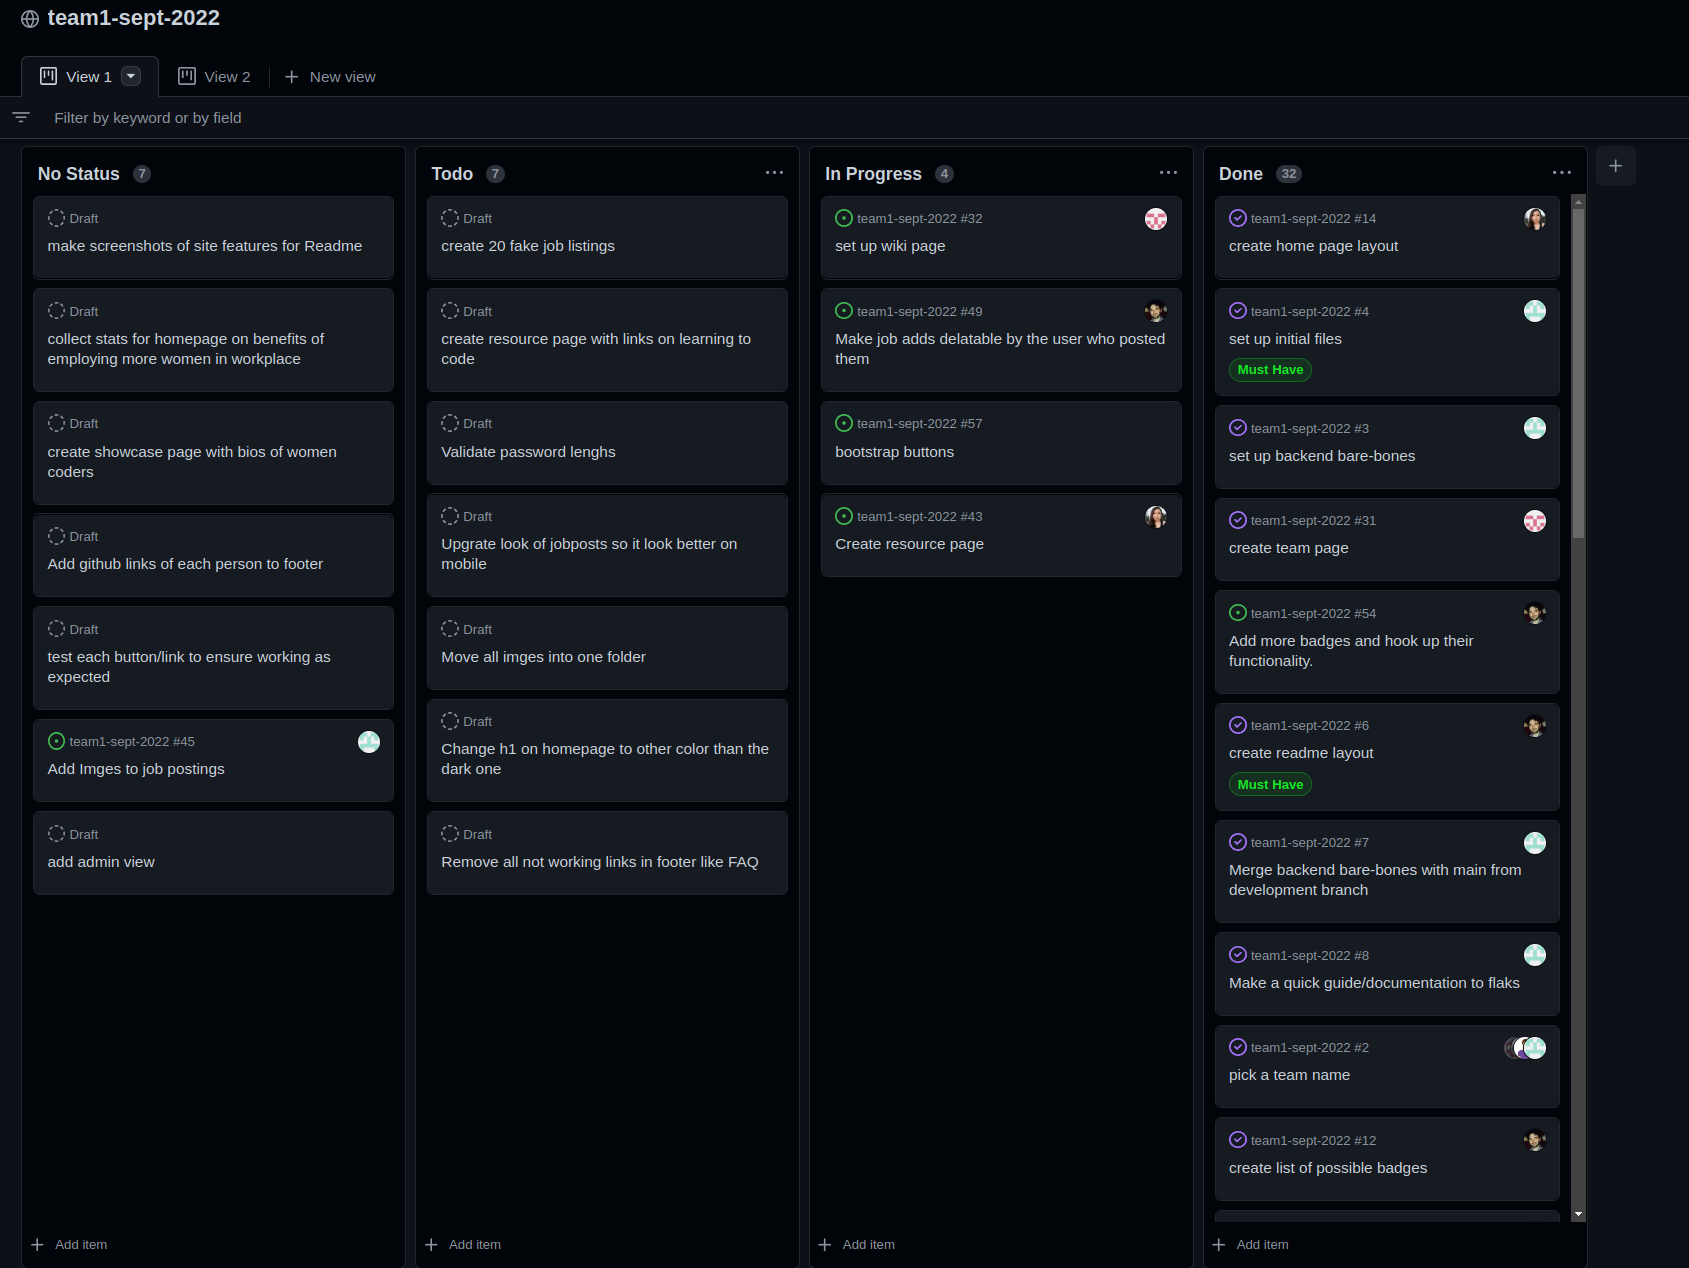 team1-sept-2022
View 1
View 2
New view
Filter by keyword or by field
No Status 7
Draft
make screenshots of site features for Readme
Draft
collect stats for homepage on benefits of
employing more women in workplace
Draft
create showcase page with bios of women
coders
Draft
Add github links of each person to footer
Draft
test each button/link to ensure working as
expected
team1-sept-2022 #45
Add Imges to job postings
Draft
add admin view
Add item
Todo 7
Draft
create 20 fake job listings
Draft
create resource page with links on learning to
code
Draft
Validate password lenghs
Draft
Upgrate look of jobposts so it look better on
mobile
Draft
Move all imges into one folder
Draft
Change h1 on homepage to other color than the
dark one
Draft
Remove all not working links in footer like FAQ
Add item
In Progress 4
team1-sept-2022 #32
set up wiki page
team1-sept-2022 #49
Make job adds delatable by the user who posted
them
team1-sept-2022 #57
bootstrap buttons
team1-sept-2022 #43
Create resource page
Add item
Done 32
team1-sept-2022 #14
create home page layout
team1-sept-2022 #4
set up initial files
Must Have
team1-sept-2022 #3
set up backend bare-bones
team1-sept-2022 #31
create team page
team1-sept-2022 #54
Add more badges and hook up their
functionality.
team1-sept-2022 #6
create readme layout
Must Have
team1-sept-2022 #7
Merge backend bare-bones with main from
development branch
team1-sept-2022 #8
Make a quick guide/documentation to flaks
team1-sept-2022 #2
pick a team name
team1-sept-2022 #12
create list of possible badges
Add item